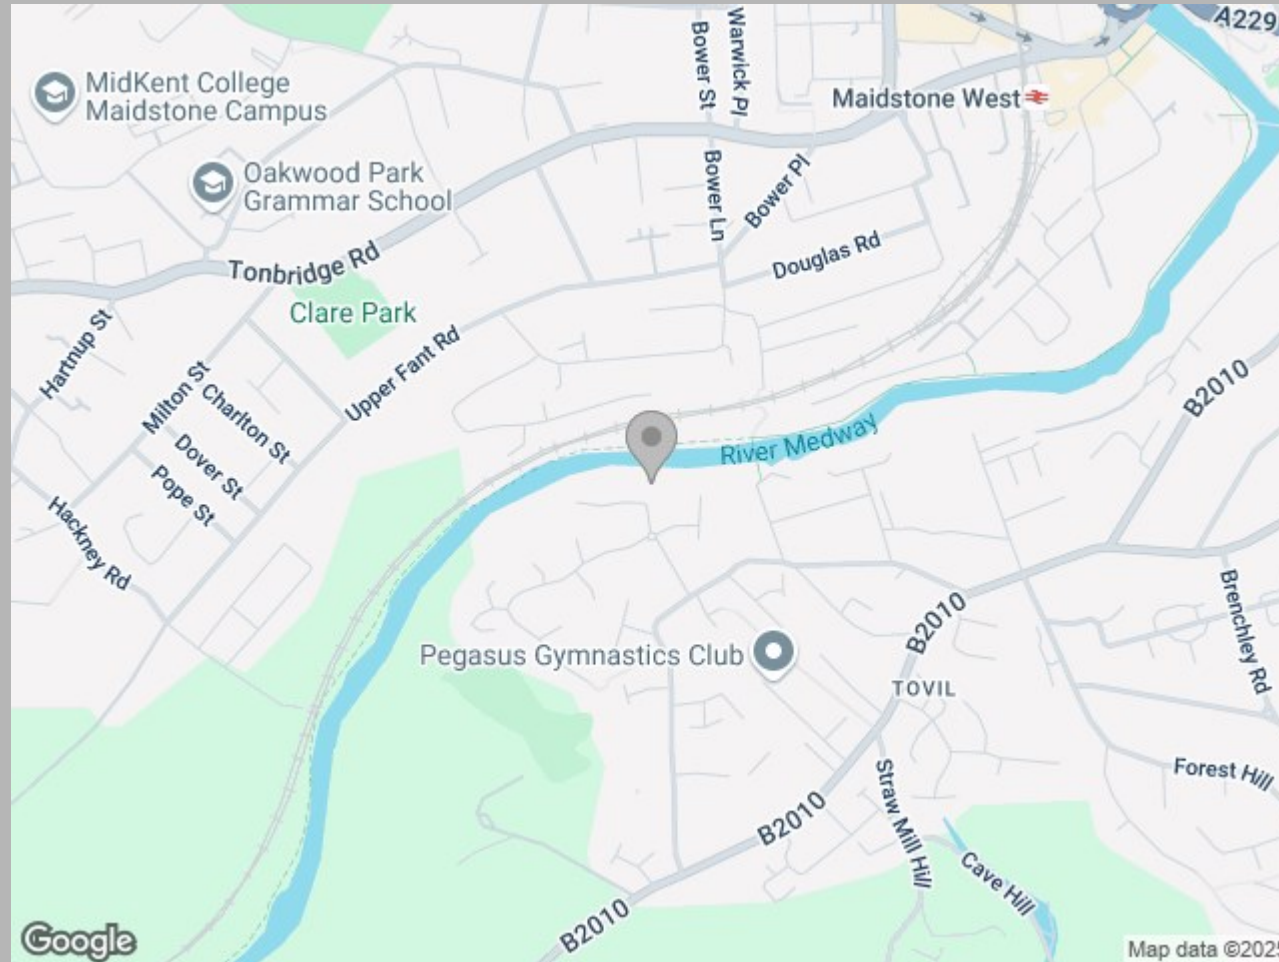 A229
Warwick Pl
Bower St
MidKent College
Maidstone Campus
Maidstone West
Oakwood Park
Grammar School
Bower Ln
Bower Pl
Tonbridge Rd
Douglas Rd
Clare Park
Hartnup St
Upper Fant Rd
Milton St
Charlton St
B2010
River Medway
Dover St
Pope St
Hackney Rd
Brenchley Rd
B2010
Pegasus Gymnastics Club
TOVIL
Forest Hill
Straw Mill Hill
B2010
Cave Hill
B2010
Google
Map data ©2025